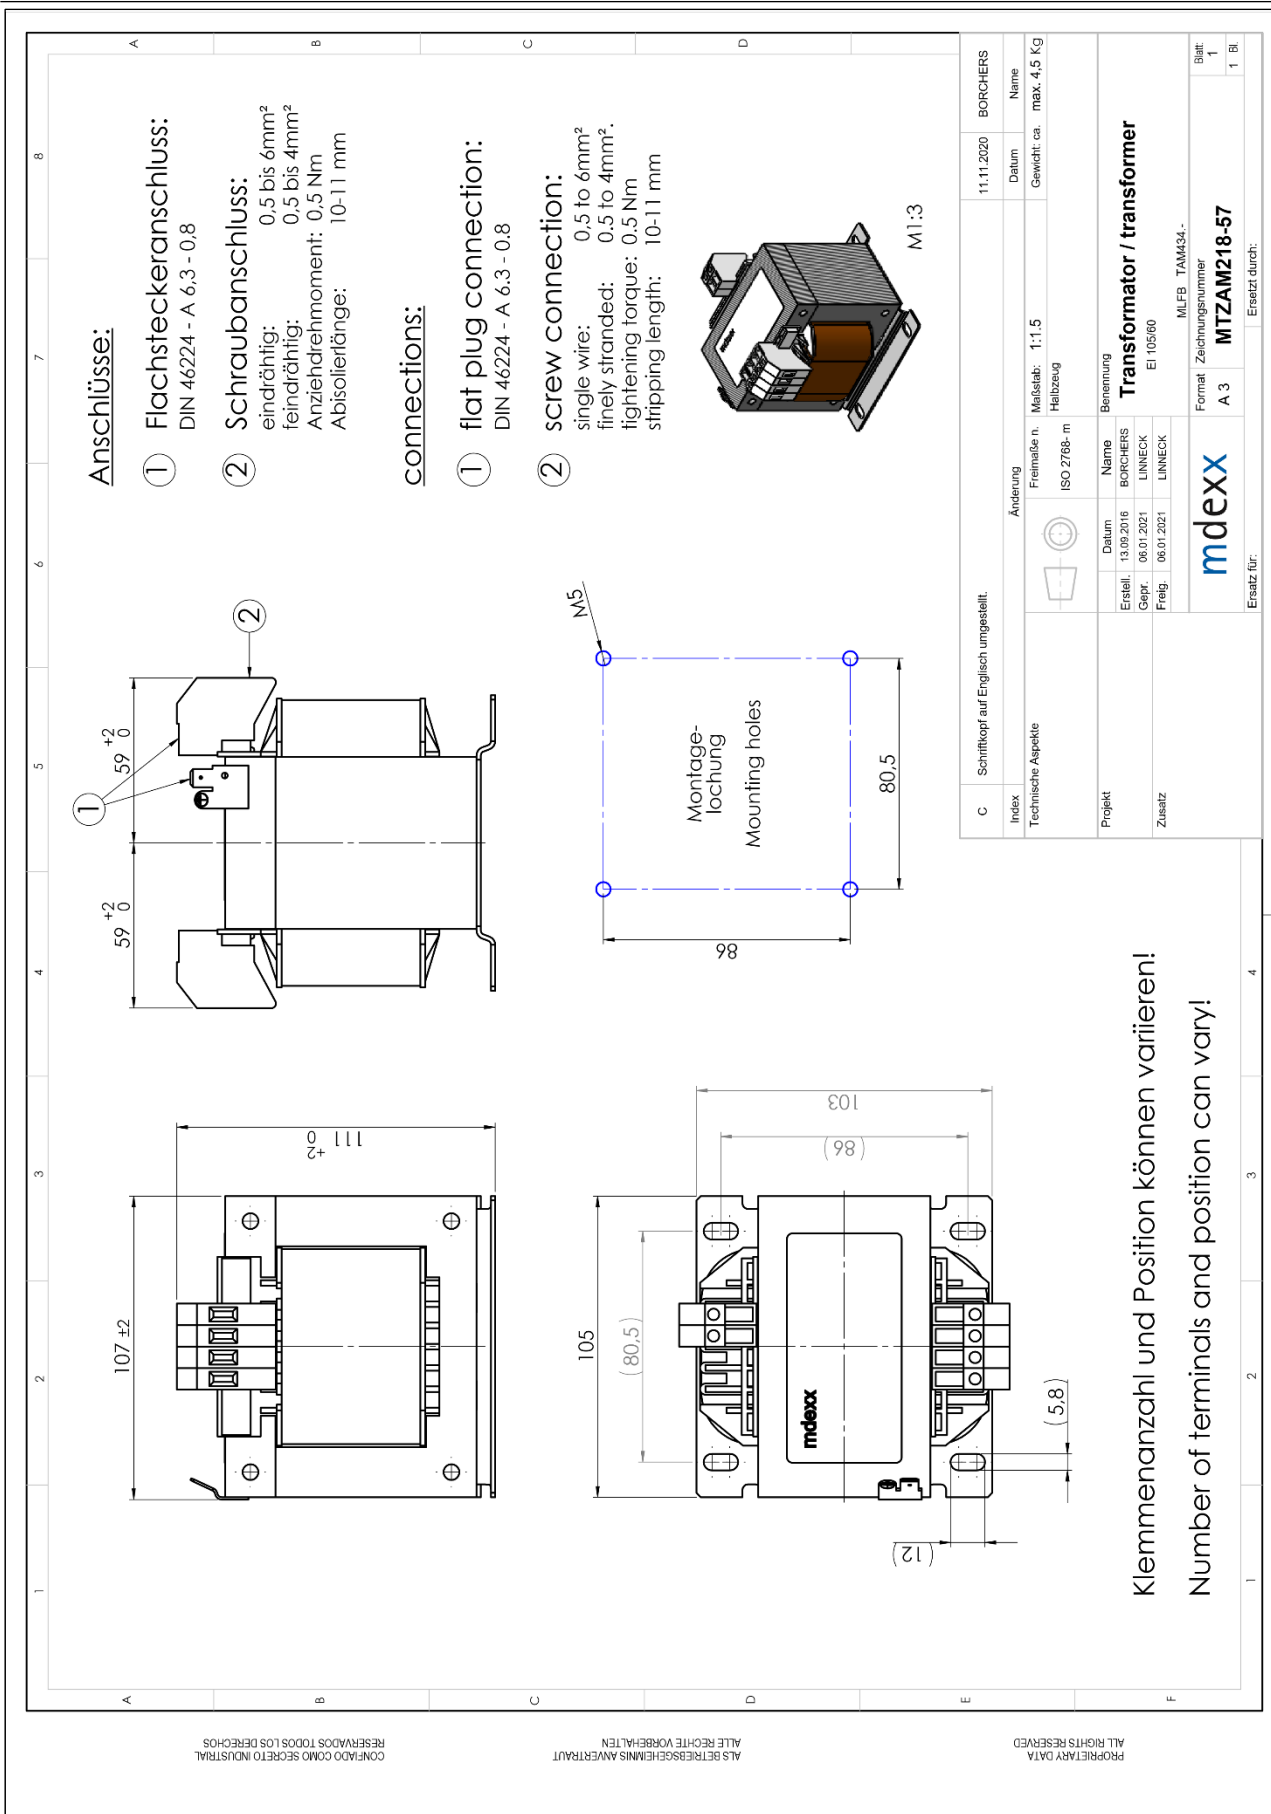 1
2
3
4
5
6
7
8
A
B
C
D
E
F
A
B
C
D
1
2
3
4
107 ±2
111 +2 0
59 +2 0
59 +2 0
1
2
105
(80,5)
(86)
103
(5,8)
(12)
mdexx
M5
Montage-
lochung
Mounting holes
86
80,5
Anschlüsse:
1 Flachsteckeranschluss:
DIN 46224 - A 6,3 - 0,8
2 Schraubanschluss:
eindrähtig: 0,5 bis 6mm²
feindrähtig: 0,5 bis 4mm²
Anziehdrehmoment: 0,5 Nm
Abisolierlänge: 10-11 mm
connections:
1 flat plug connection:
DIN 46224 - A 6.3 - 0.8
2 screw connection:
single wire: 0.5 to 6mm²
finely stranded: 0.5 to 4mm².
tightening torque: 0.5 Nm
stripping length: 10-11 mm
mdexx
M1:3
Klemmenanzahl und Position können variieren!
Number of terminals and position can vary!
C Schriftkopf auf Englisch umgestellt. 11.11.2020 BORCHERS
Index Änderung Datum Name
Technische Aspekte
Freimaße n. ISO 2768- m
Maßstab: 1:1.5
Gewicht: ca. max. 4,5 Kg
Halbzeug
Projekt
Zusatz
Datum Name
Erstell. 13.09.2016 BORCHERS
Gepr. 06.01.2021 LINNECK
Freig. 06.01.2021 LINNECK
Benennung
Transformator / transformer
EI 105/60
MLFB TAM434.-
mdexx
Format A 3
Zeichnungsnummer
MTZAM218-57
Blatt: 1
1 Bl.
Ersatz für:
Ersetzt durch:
CONFIADO COMO SECRETO INDUSTRIAL
RESERVADOS TODOS LOS DERECHOS
ALS BETRIEBSGEHEIMNIS ANVERTRAUT
ALLE RECHTE VORBEHALTEN
PROPRIETARY DATA
ALL RIGHTS RESERVED